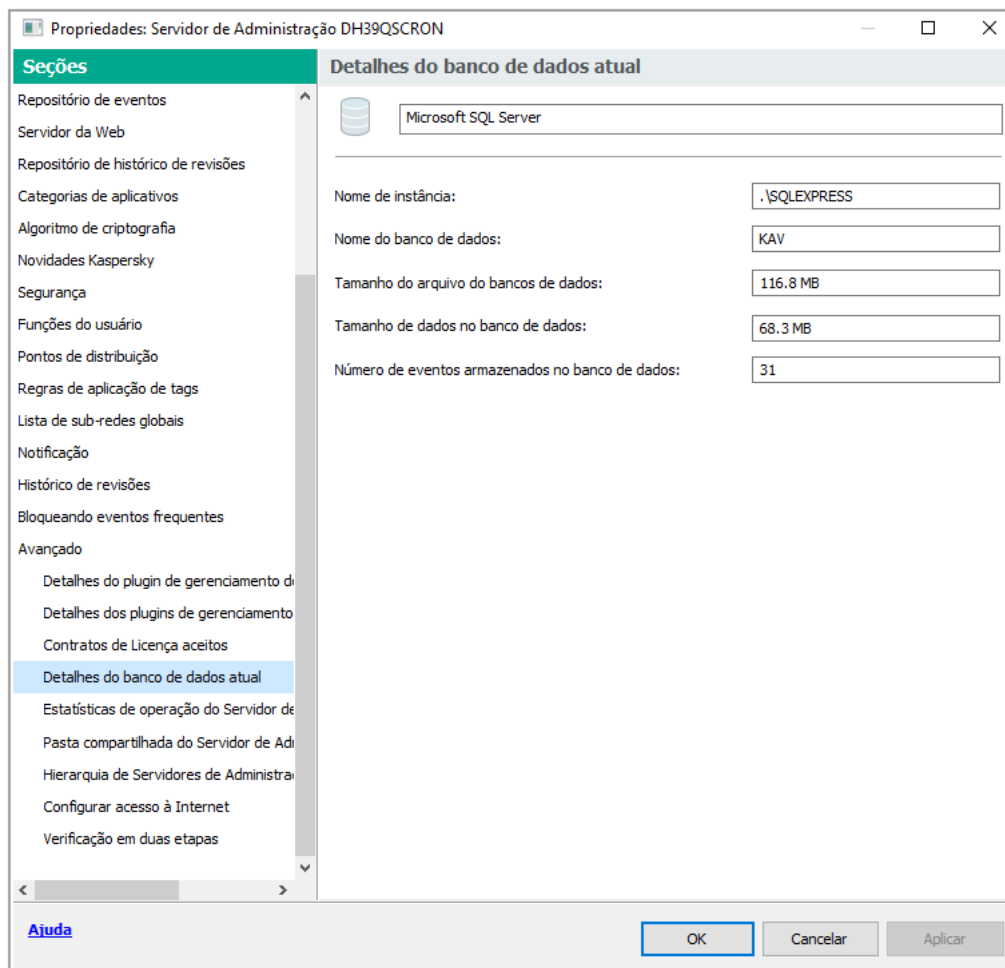 Propriedades: Servidor de Administração DH39QSCRON
Seções
Repositório de eventos
Servidor da Web
Repositório de histórico de revisões
Categorias de aplicativos
Algoritmo de criptografia
Novidades Kaspersky
Segurança
Funções do usuário
Pontos de distribuição
Regras de aplicação de tags
Lista de sub-redes globais
Notificação
Histórico de revisões
Bloqueando eventos frequentes
Avançado
Detalhes do plugin de gerenciamento d
Detalhes dos plugins de gerenciamento
Contratos de Licença aceitos
Detalhes do banco de dados atual
Estatísticas de operação do Servidor de
Pasta compartilhada do Servidor de Adı
Hierarquia de Servidores de Administra
Configurar acesso à Internet
Verificação em duas etapas
Detalhes do banco de dados atual
Microsoft SQL Server
Nome de instância: .\SQLEXPRESS
Nome do banco de dados: KAV
Tamanho do arquivo do bancos de dados: 116.8 MB
Tamanho de dados no banco de dados: 68.3 MB
Número de eventos armazenados no banco de dados: 31
Ajuda
OK Cancelar Aplicar